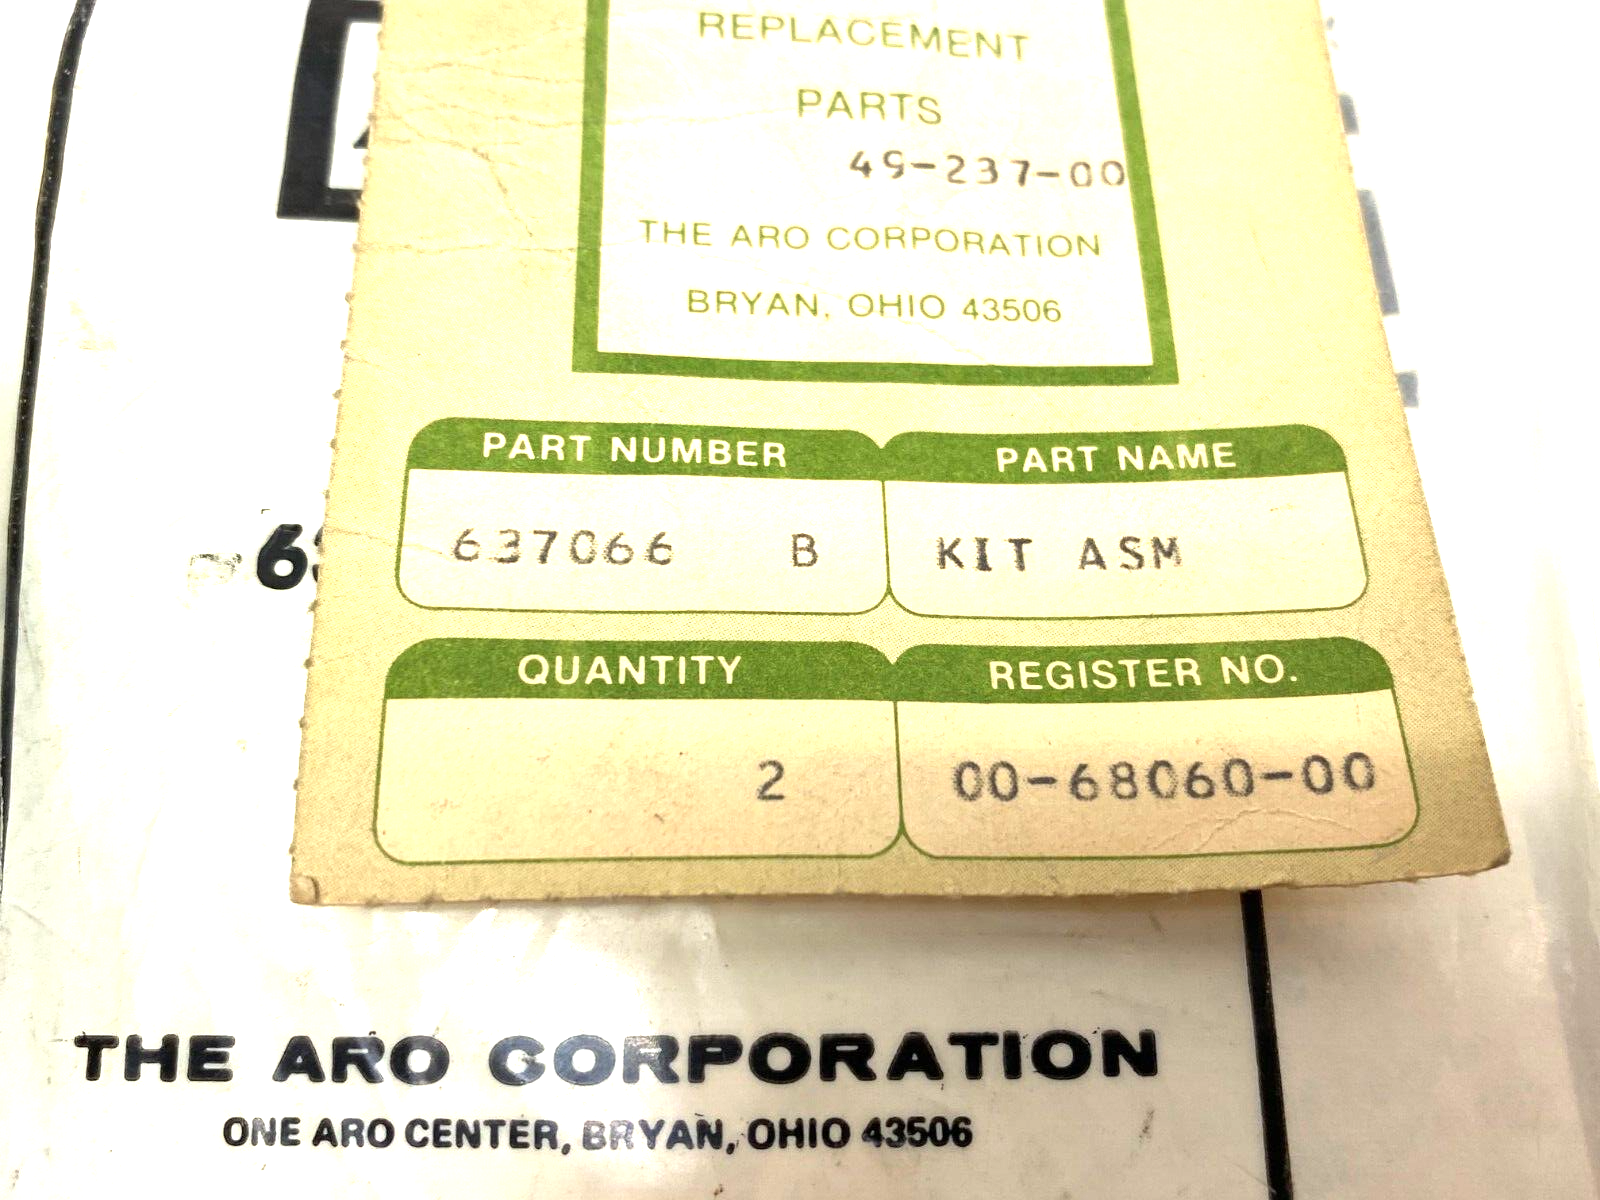 REPLACEMENT
PARTS
49-237-00
THE ARO CORPORATION
BRYAN, OHIO 43506
PART NUMBER PART NAME
637066 B KIT ASM
QUANTITY REGISTER NO.
2 00-68060-00
THE ARO CORPORATION
ONE ARO CENTER, BRYAN, OHIO 43506